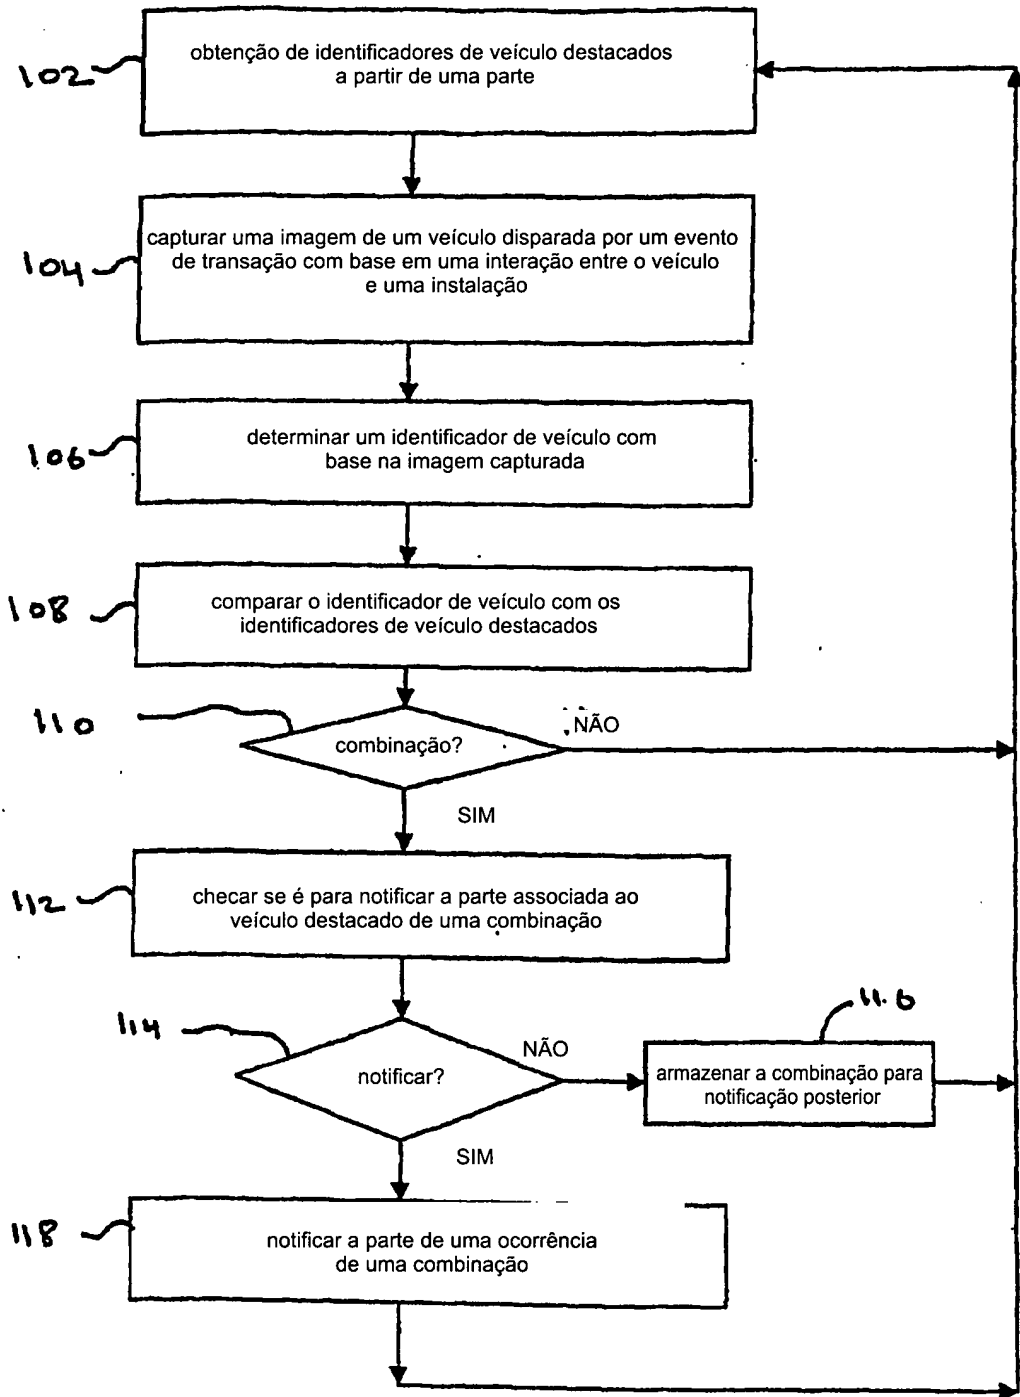 102
obtenção de identificadores de veículo destacados
a partir de uma parte
104
capturar uma imagem de um veículo disparada por um evento
de transação com base em uma interação entre o veículo
e uma instalação
106
determinar um identificador de veículo com
base na imagem capturada
108
comparar o identificador de veículo com os
identificadores de veículo destacados
110
combinação?
NÃO
SIM
112
checar se é para notificar a parte associada ao
veículo destacado de uma combinação
114
notificar?
NÃO
116
armazenar a combinação para
notificação posterior
SIM
118
notificar a parte de uma ocorrência
de uma combinação